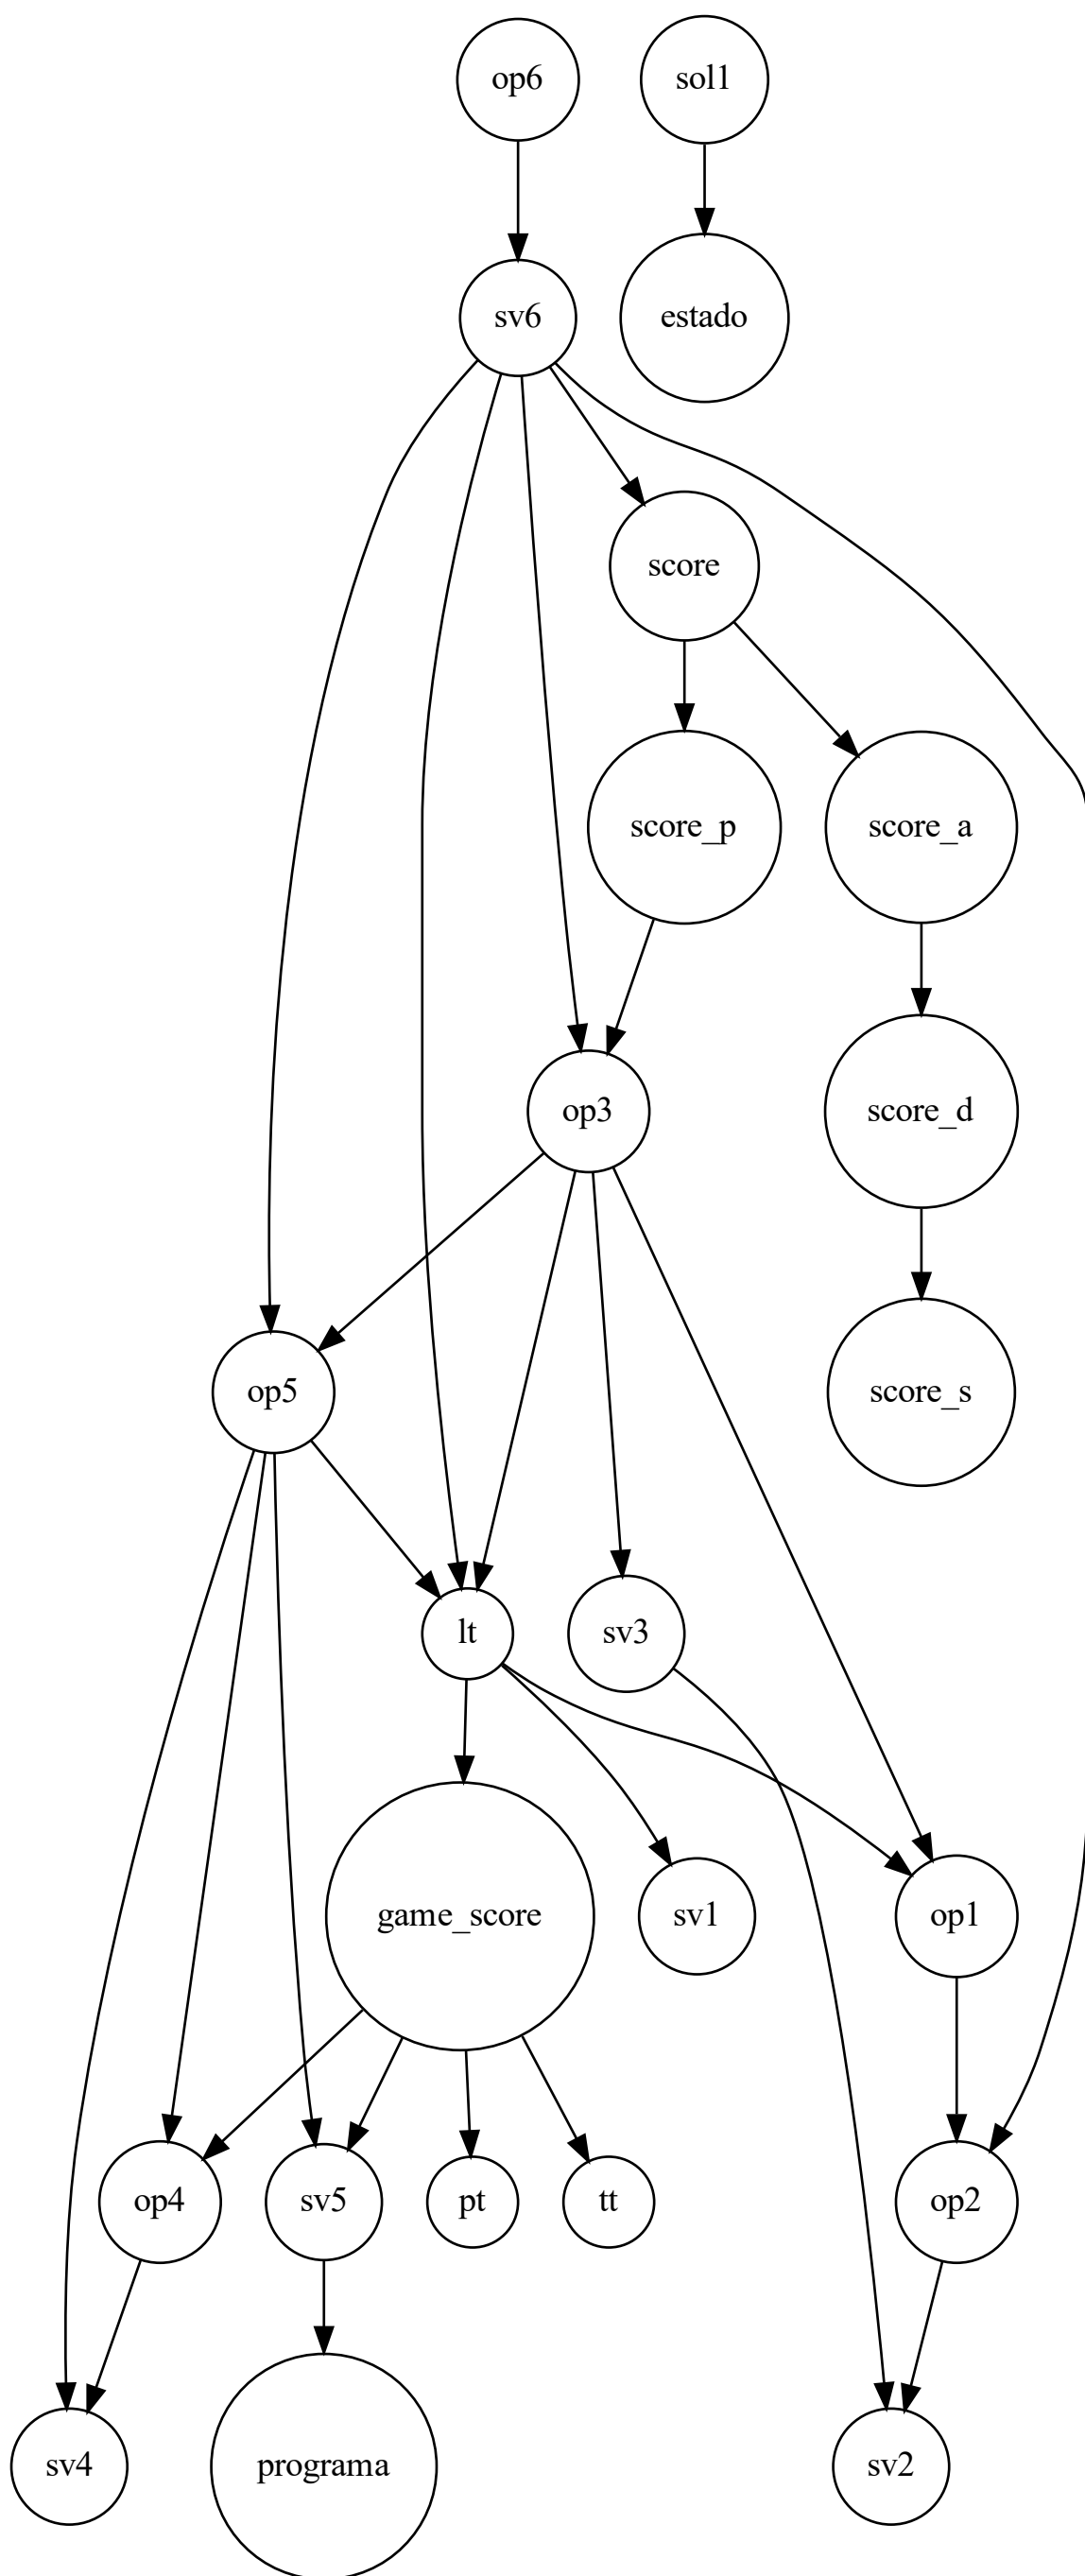 op6
sol1
sv6
estado
score
score_p
score_a
op3
score_d
op5
score_s
lt
sv3
game_score
sv1
op1
op4
sv5
pt
tt
op2
sv4
programa
sv2